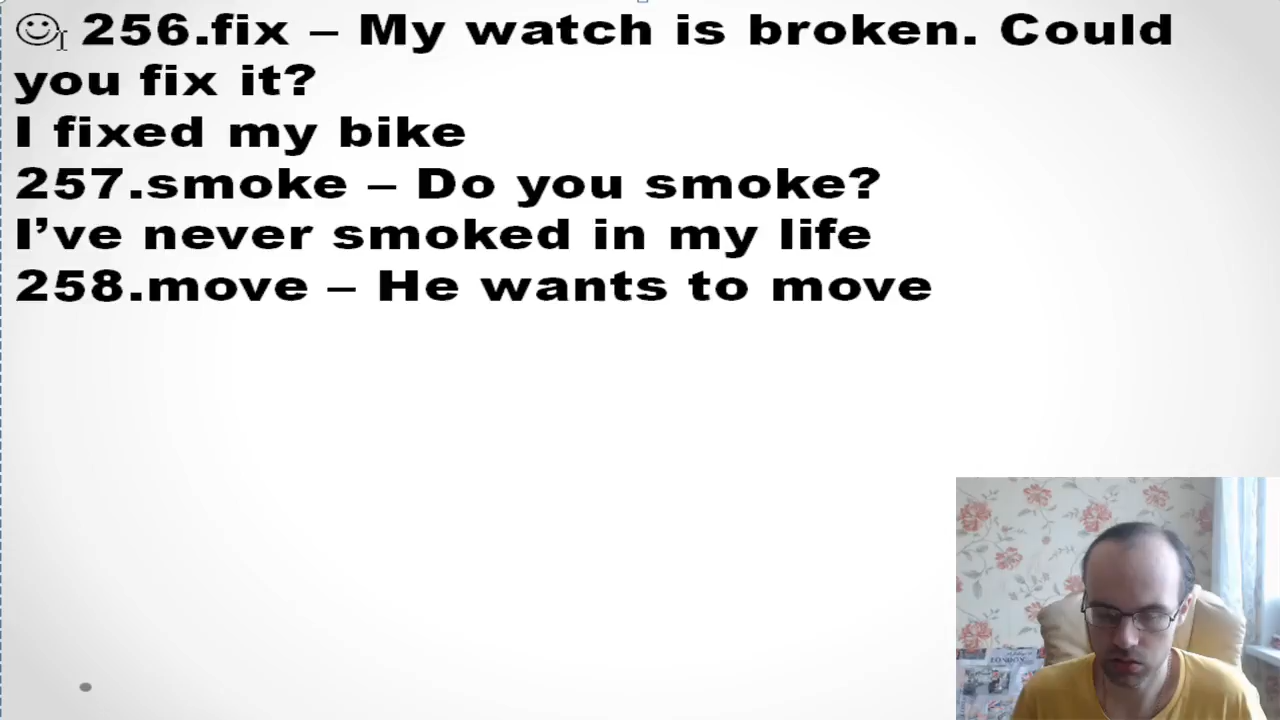 ☺ 256.fix – My watch is broken. Could
you fix it?
I fixed my bike
257.smoke – Do you smoke?
I’ve never smoked in my life
258.move – He wants to move